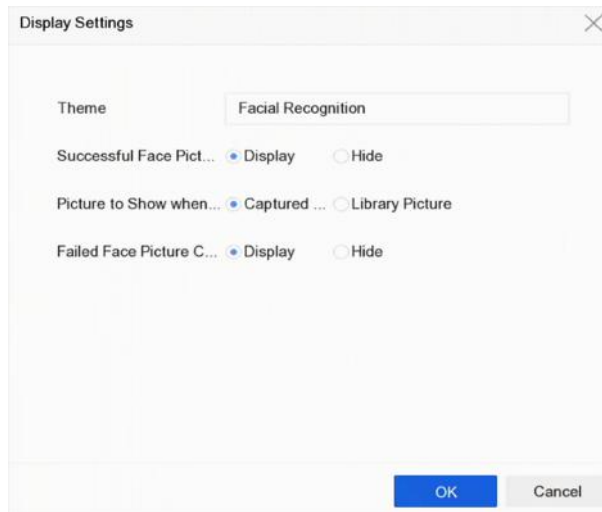 Display Settings
Theme Facial Recognition
Successful Face Pict... Display Hide
Picture to Show when... Captured ... Library Picture
Failed Face Picture C... Display Hide
OK Cancel